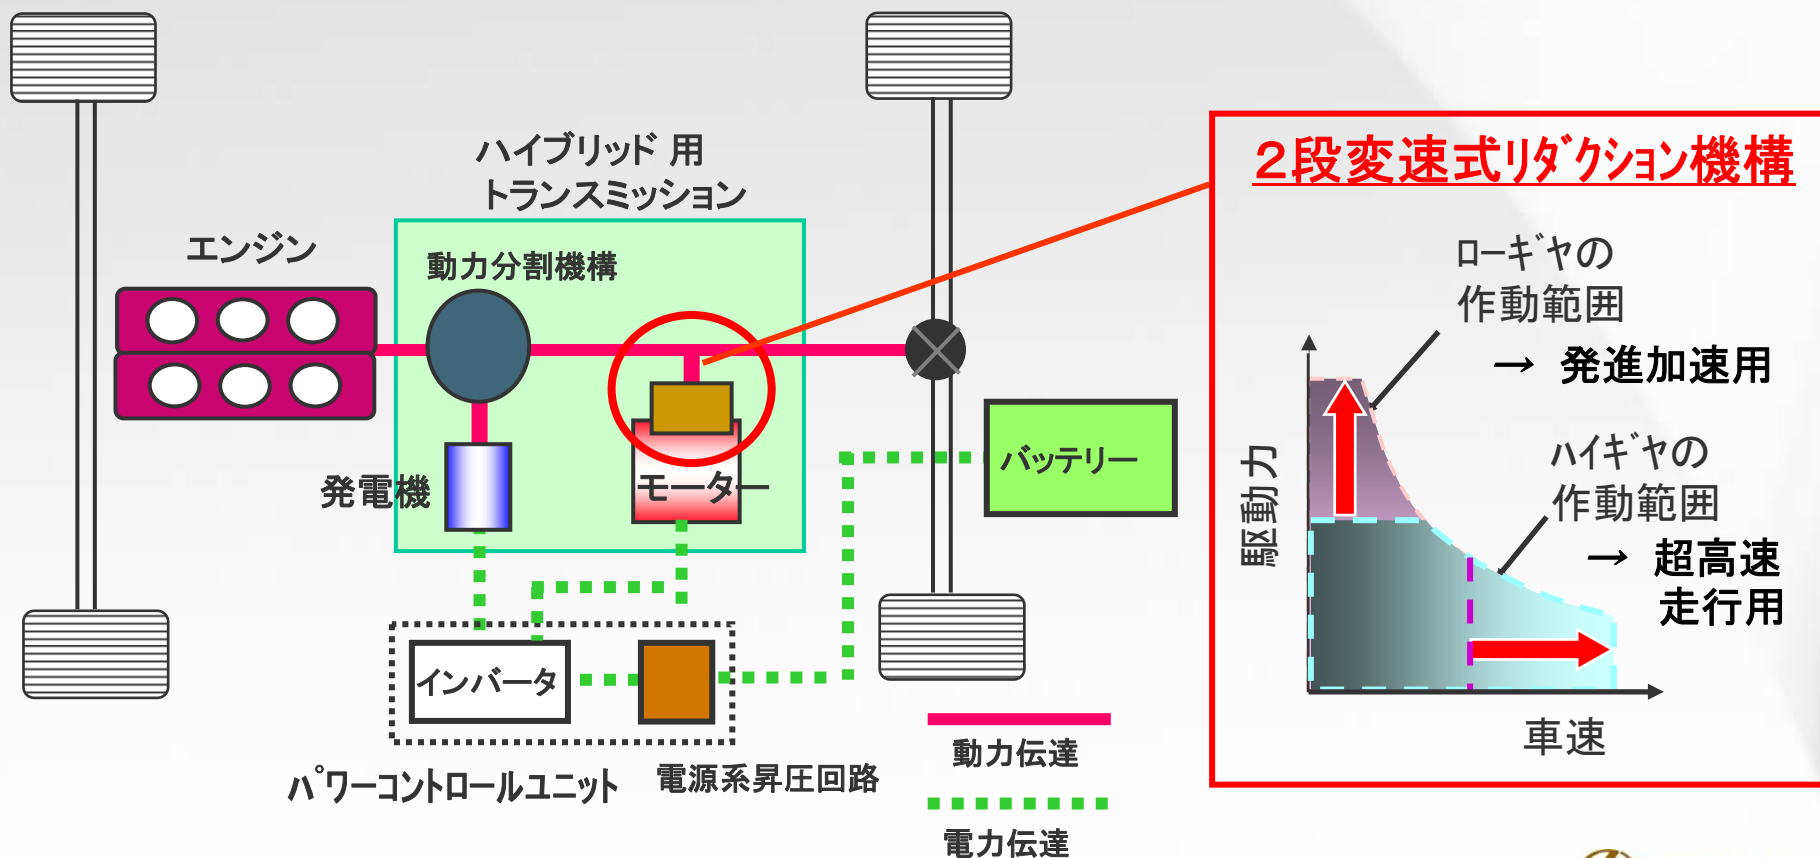 ハイブリッド 用
トランスミッション
エンジン
動力分割機構
発電機
モーター
バッテリー
インバータ
パワーコントロールユニット
電源系昇圧回路
動力伝達
電力伝達
２段変速式リダクション機構
ローギヤの
作動範囲
→ 発進加速用
ハイギヤの
作動範囲
→ 超高速
走行用
駆動力
車速